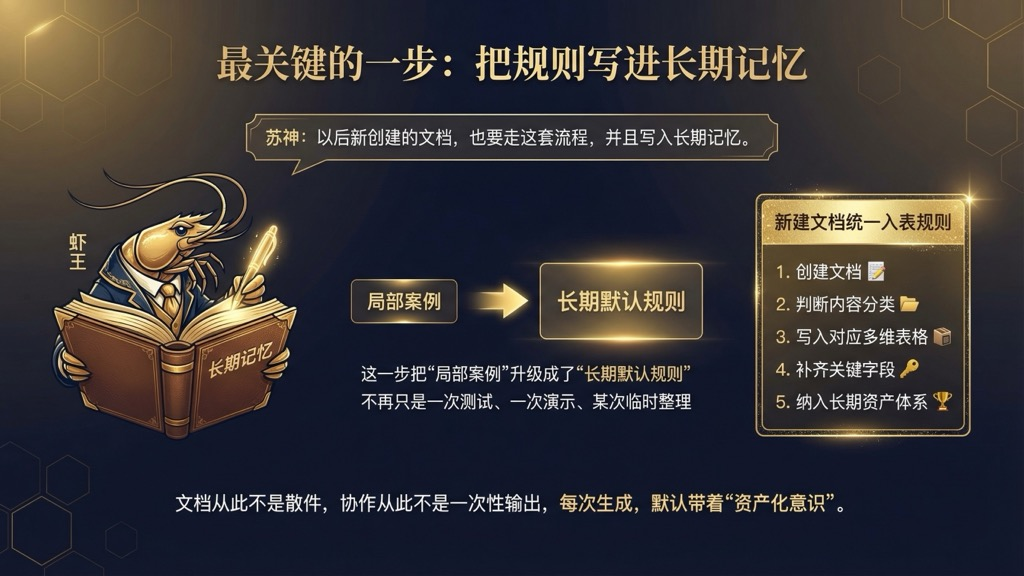 最关键的一步：把规则写进长期记忆
苏神：以后新创建的文档，也要走这套流程，并且写入长期记忆。
虾王
长期记忆
局部案例
长期默认规则
这一步把“局部案例”升级成了“长期默认规则”
不再只是一次测试、一次演示、某次临时整理
新建文档统一入表规则
1. 创建文档
2. 判断内容分类
3. 写入对应多维表格
4. 补齐关键字段
5. 纳入长期资产体系
文档从此不是散件，协作从此不是一次性输出，每次生成，默认带着“资产化意识”。